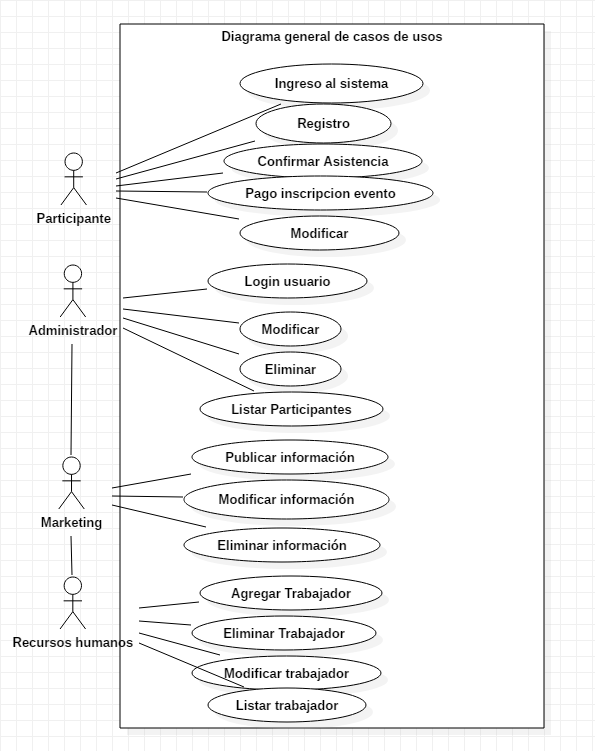 Diagrama general de casos de usos
Ingreso al sistema
Registro
Confirmar Asistencia
Pago inscripcion evento
Participante
Modificar
Login usuario
Administrador
Modificar
Eliminar
Listar Participantes
Publicar información
Modificar información
Marketing
Eliminar información
Agregar Trabajador
Eliminar Trabajador
Recursos humanos
Modificar trabajador
Listar trabajador